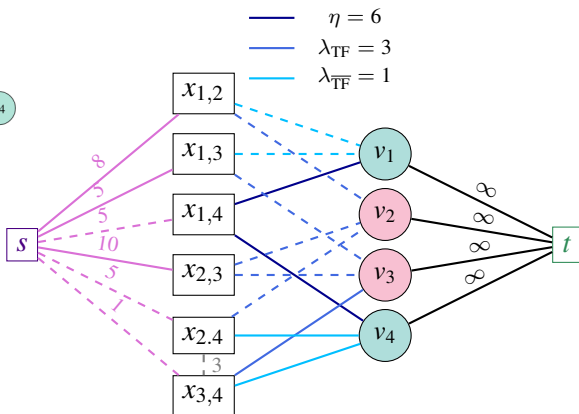 η = 6
λ_TF = 3
λ_T̅F̅ = 1
4
x_{1,2}
x_{1,3}
x_{1,4}
x_{2,3}
x_{2.4}
x_{3,4}
s
8
5
5
10
5
1
3
v_1
v_2
v_3
v_4
∞
∞
∞
∞
t